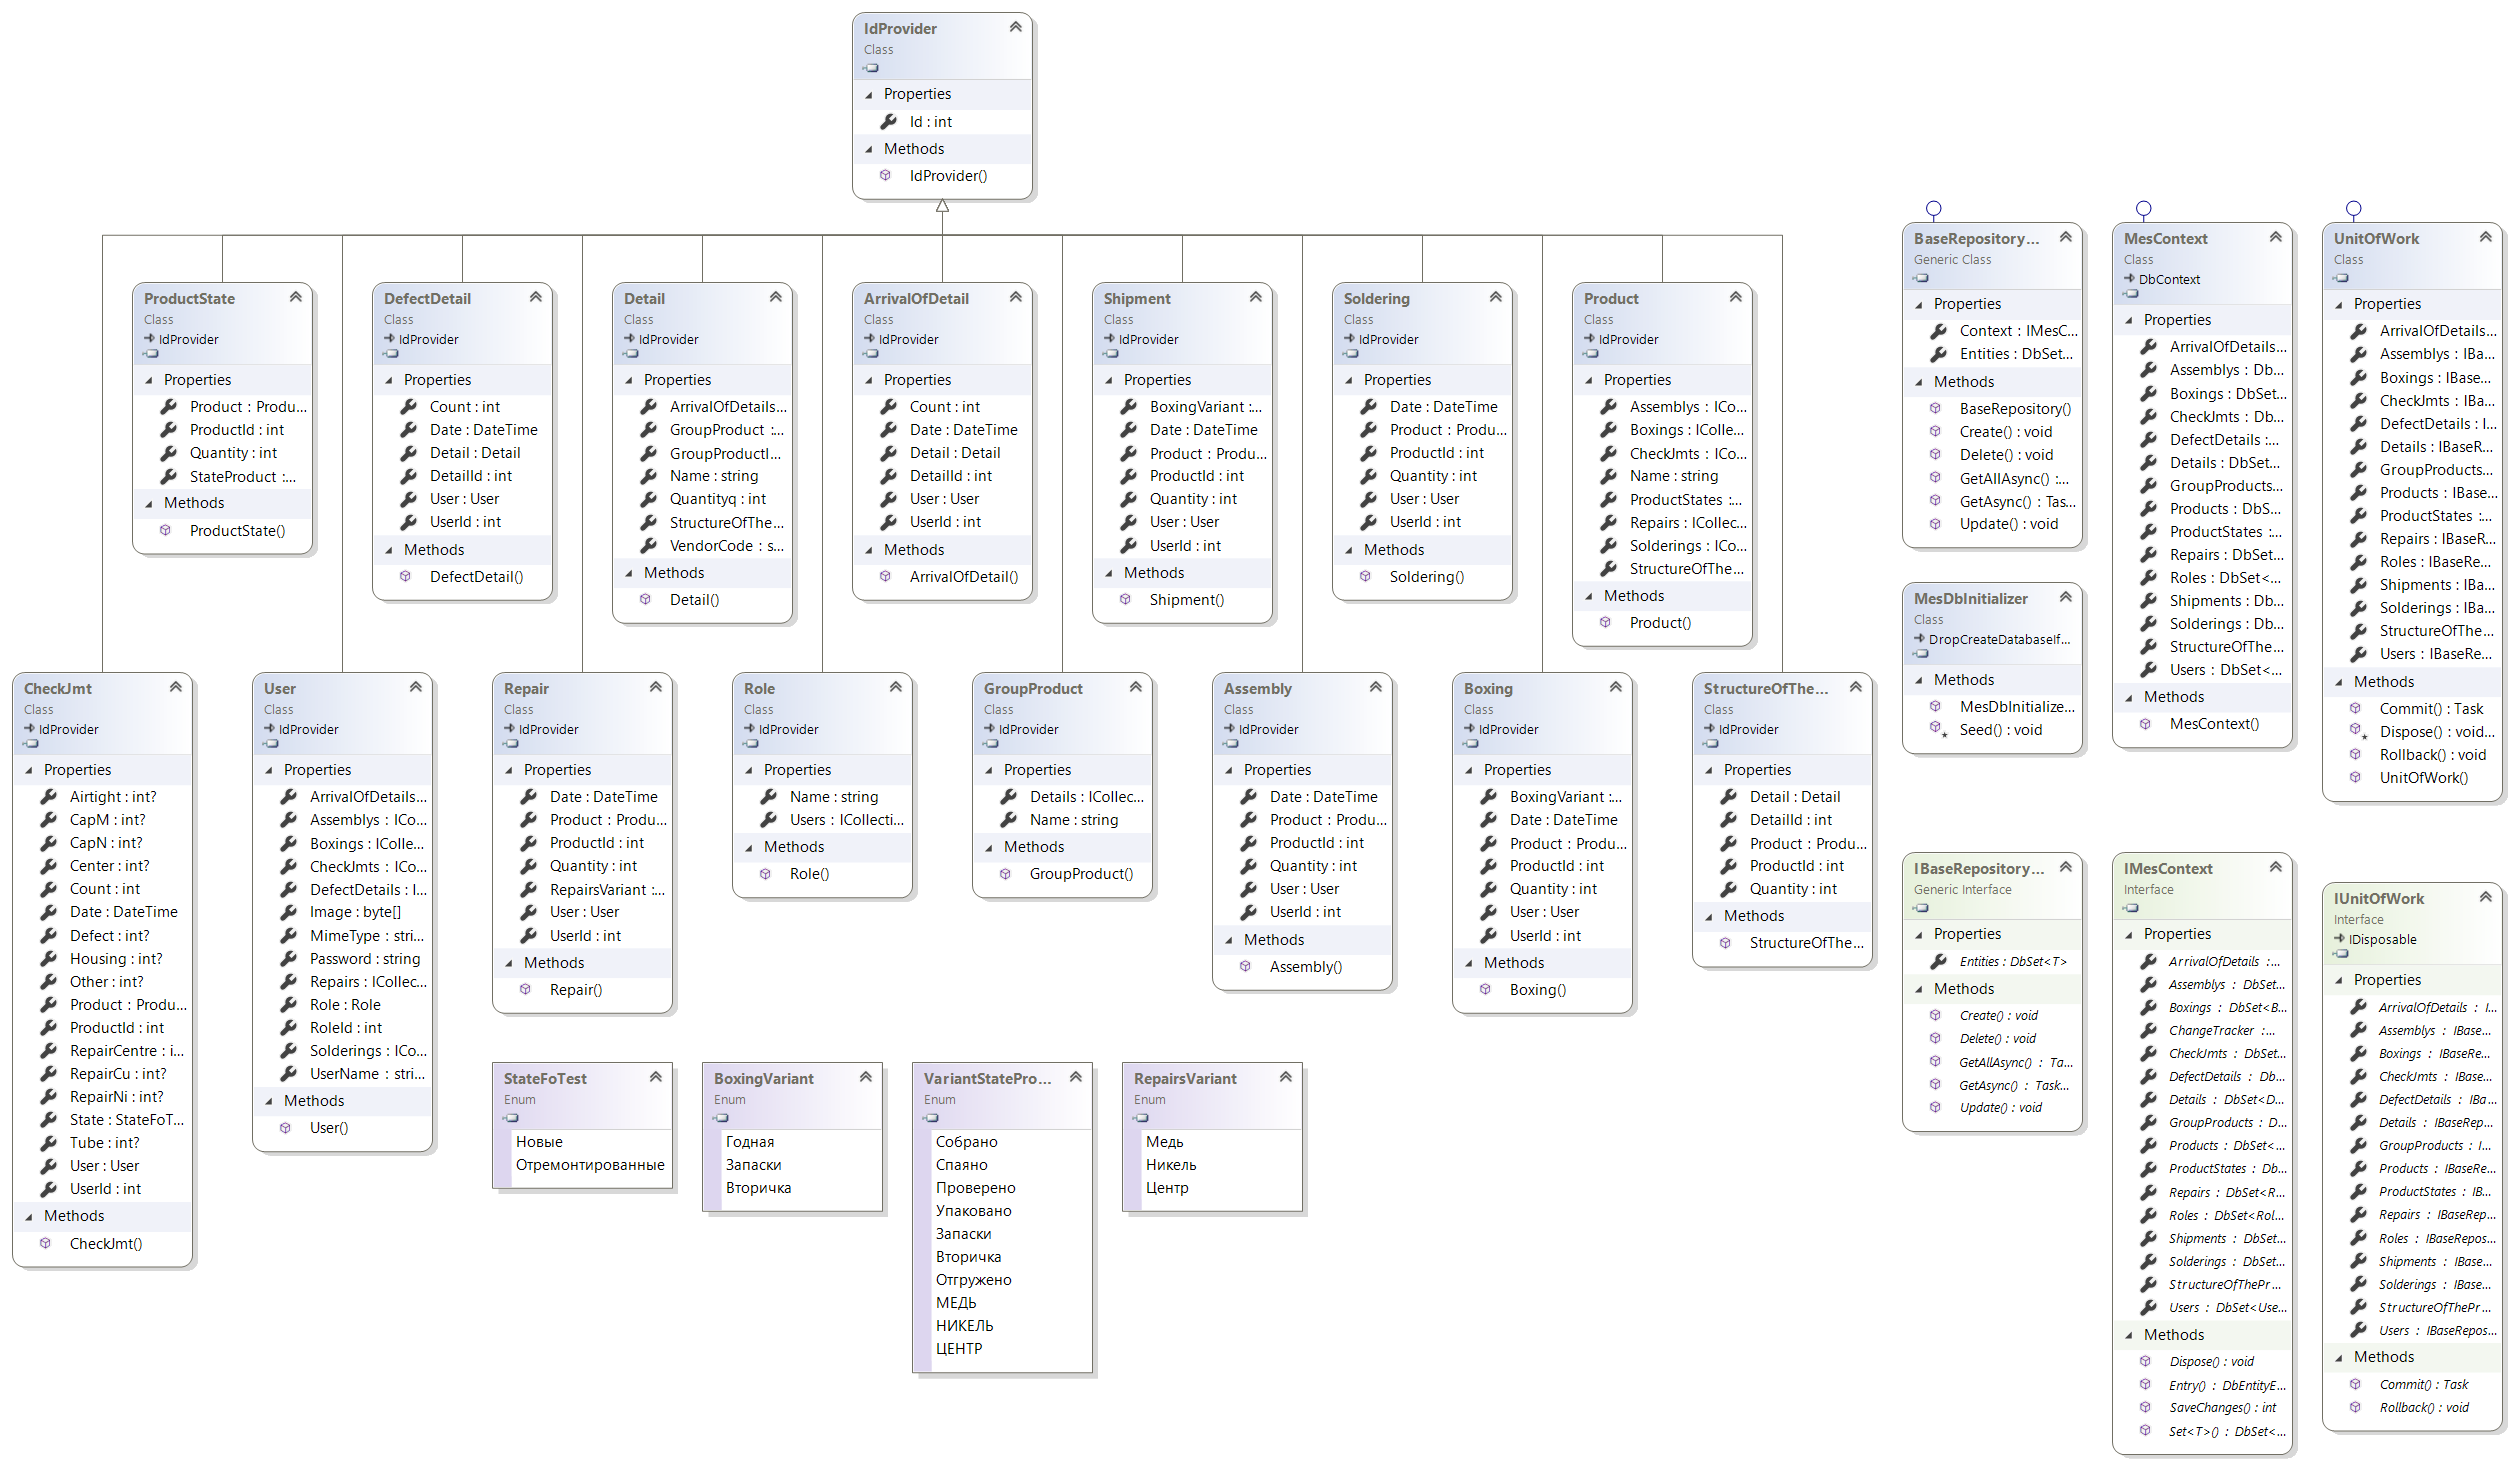 IdProvider
Class
Properties
Id : int
Methods
IdProvider()
ProductState
Class
IdProvider
Properties
Product : Produ...
ProductId : int
Quantity : int
StateProduct :...
Methods
ProductState()
DefectDetail
Class
IdProvider
Properties
Count : int
Date : DateTime
Detail : Detail
DetailId : int
User : User
UserId : int
Methods
DefectDetail()
Detail
Class
IdProvider
Properties
ArrivalOfDetails...
GroupProduct :...
GroupProductI...
Name : string
Quantityq : int
StructureOfThe...
VendorCode : s...
Methods
Detail()
ArrivalOfDetail
Class
IdProvider
Properties
Count : int
Date : DateTime
Detail : Detail
DetailId : int
User : User
UserId : int
Methods
ArrivalOfDetail()
Shipment
Class
IdProvider
Properties
BoxingVariant :...
Date : DateTime
Product : Produ...
ProductId : int
Quantity : int
User : User
UserId : int
Methods
Shipment()
Soldering
Class
IdProvider
Properties
Date : DateTime
Product : Produ...
ProductId : int
Quantity : int
User : User
UserId : int
Methods
Soldering()
Product
Class
IdProvider
Properties
Assemblys : ICo...
Boxings : IColle...
CheckJmts : ICo...
Name : string
ProductStates :...
Repairs : ICollec...
Solderings : ICo...
StructureOfThe...
Methods
Product()
CheckJmt
Class
IdProvider
Properties
Airtight : int?
CapM : int?
CapN : int?
Center : int?
Count : int
Date : DateTime
Defect : int?
Housing : int?
Other : int?
Product : Produ...
ProductId : int
RepairCentre : i...
RepairCu : int?
RepairNi : int?
State : StateFoT...
Tube : int?
User : User
UserId : int
Methods
CheckJmt()
User
Class
IdProvider
Properties
ArrivalOfDetails...
Assemblys : ICo...
Boxings : IColle...
CheckJmts : ICo...
DefectDetails : I...
Image : byte[]
MimeType : stri...
Password : string
Repairs : ICollec...
Role : Role
RoleId : int
Solderings : ICo...
UserName : stri...
Methods
User()
Repair
Class
IdProvider
Properties
Date : DateTime
Product : Produ...
ProductId : int
Quantity : int
RepairsVariant :...
User : User
UserId : int
Methods
Repair()
Role
Class
IdProvider
Properties
Name : string
Users : ICollecti...
Methods
Role()
GroupProduct
Class
IdProvider
Properties
Details : ICollec...
Name : string
Methods
GroupProduct()
Assembly
Class
IdProvider
Properties
Date : DateTime
Product : Produ...
ProductId : int
Quantity : int
User : User
UserId : int
Methods
Assembly()
Boxing
Class
IdProvider
Properties
BoxingVariant :...
Date : DateTime
Product : Produ...
ProductId : int
Quantity : int
User : User
UserId : int
Methods
Boxing()
StructureOfThe...
Class
IdProvider
Properties
Detail : Detail
DetailId : int
Product : Produ...
ProductId : int
Quantity : int
Methods
StructureOfThe...
StateFoTest
Enum
Новые
Отремонтированные
BoxingVariant
Enum
Годная
Запаски
Вторичка
VariantStatePro...
Enum
Собрано
Спаяно
Проверено
Упаковано
Запаски
Вторичка
Отгружено
МЕДЬ
НИКЕЛЬ
ЦЕНТР
RepairsVariant
Enum
Медь
Никель
Центр
BaseRepository...
Generic Class
Properties
Context : IMesC...
Entities : DbSet...
Methods
BaseRepository()
Create() : void
Delete() : void
GetAllAsync() :...
GetAsync() : Tas...
Update() : void
MesDbInitializer
Class
DropCreateDatabaseIf...
Methods
MesDbInitialize...
Seed() : void
MesContext
Class
DbContext
Properties
ArrivalOfDetails...
Assemblys : Db...
Boxings : DbSet...
CheckJmts : Db...
DefectDetails :...
Details : DbSet...
GroupProducts...
Products : DbS...
ProductStates :...
Repairs : DbSet...
Roles : DbSet<...
Shipments : Db...
Solderings : Db...
StructureOfThe...
Users : DbSet<...
Methods
MesContext()
UnitOfWork
Class
Properties
ArrivalOfDetails...
Assemblys : IBa...
Boxings : IBase...
CheckJmts : IBa...
DefectDetails : I...
Details : IBaseR...
GroupProducts...
Products : IBase...
ProductStates :...
Repairs : IBaseR...
Roles : IBaseRe...
Shipments : IBa...
Solderings : IBa...
StructureOfThe...
Users : IBaseRe...
Methods
Commit() : Task
Dispose() : void...
Rollback() : void
UnitOfWork()
IBaseRepository...
Generic Interface
Properties
Entities : DbSet<T>
Methods
Create() : void
Delete() : void
GetAllAsync() : Ta...
GetAsync() : Task...
Update() : void
IMesContext
Interface
Properties
ArrivalOfDetails :...
Assemblys : DbSet...
Boxings : DbSet<B...
ChangeTracker :...
CheckJmts : DbSet...
DefectDetails : Db...
Details : DbSet<D...
GroupProducts : D...
Products : DbSet<...
ProductStates : Db...
Repairs : DbSet<R...
Roles : DbSet<Rol...
Shipments : DbSet...
Solderings : DbSet...
StructureOfThePr...
Users : DbSet<Use...
Methods
Dispose() : void
Entry() : DbEntityE...
SaveChanges() : int
Set<T>() : DbSet<...
IUnitOfWork
Interface
IDisposable
Properties
ArrivalOfDetails : I...
Assemblys : IBase...
Boxings : IBaseRe...
CheckJmts : IBase...
DefectDetails : IBa...
Details : IBaseRep...
GroupProducts : I...
Products : IBaseRe...
ProductStates : IB...
Repairs : IBaseRep...
Roles : IBaseRepos...
Shipments : IBase...
Solderings : IBase...
StructureOfThePr...
Users : IBaseRepos...
Methods
Commit() : Task
Rollback() : void